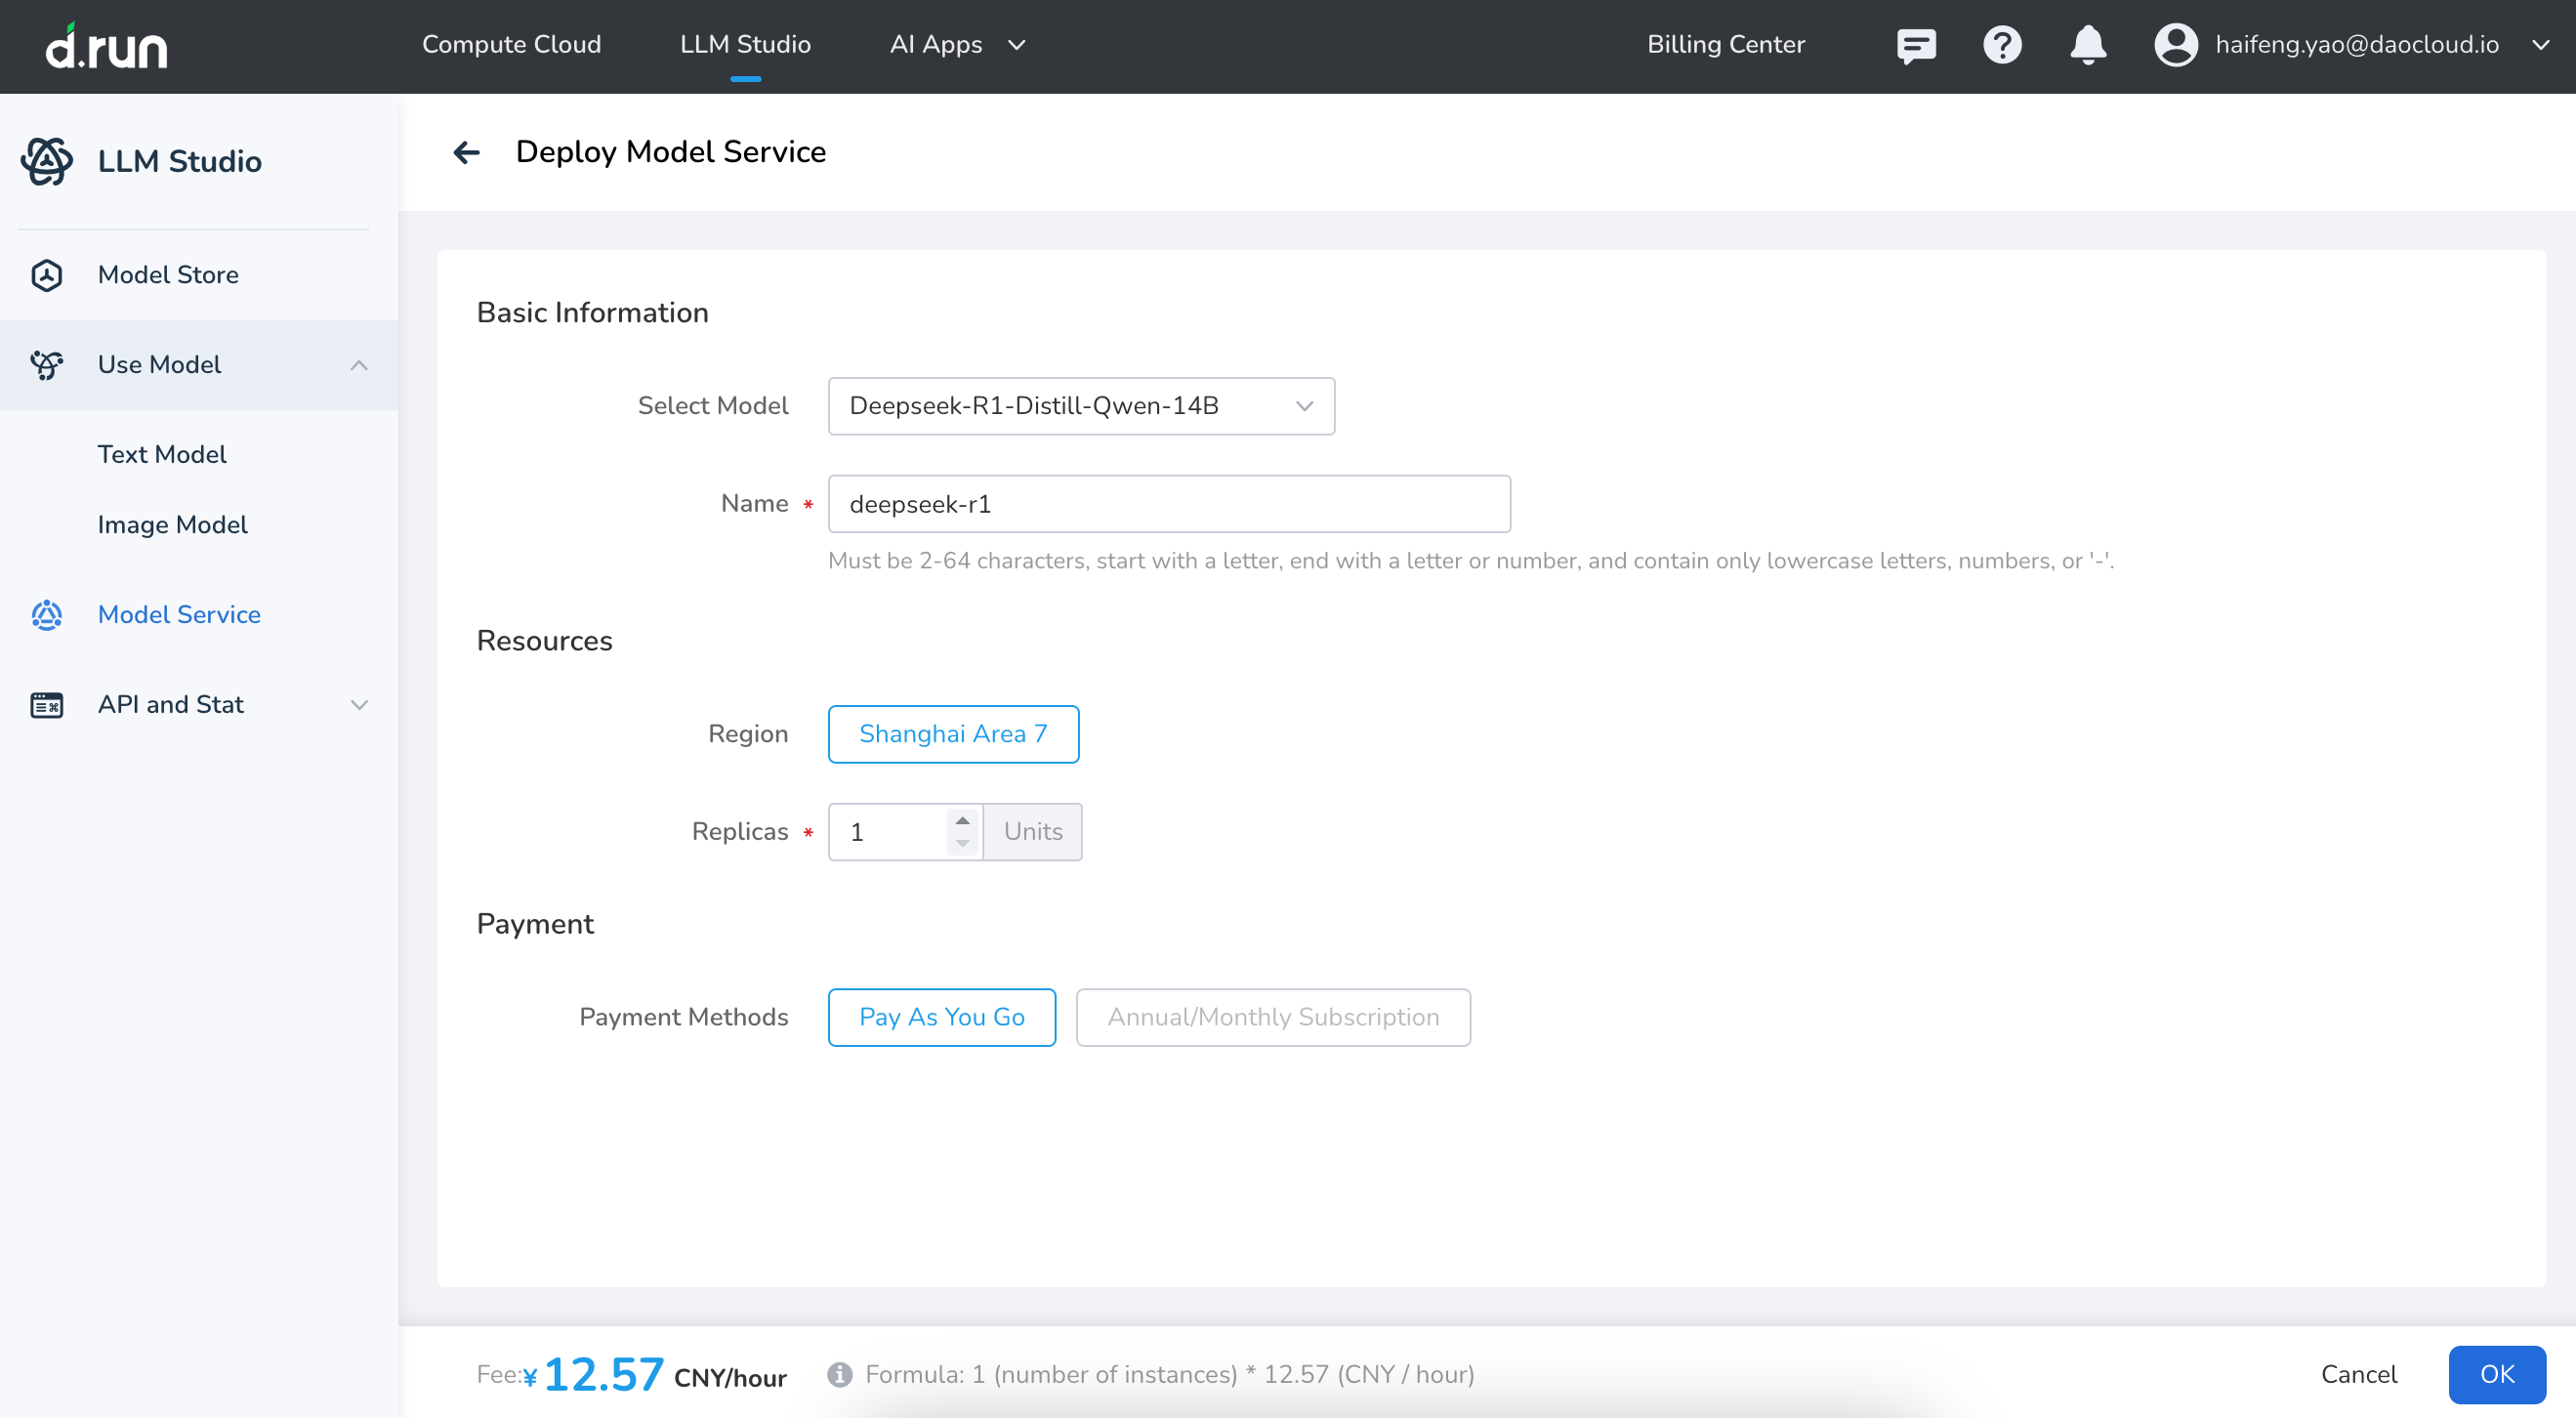 d.run
Compute Cloud
LLM Studio
AI Apps
Billing Center
haifeng.yao@daocloud.io
LLM Studio
Model Store
Use Model
Text Model
Image Model
Model Service
API and Stat
Deploy Model Service
Basic Information
Select Model
Deepseek-R1-Distill-Qwen-14B
Name *
deepseek-r1
Must be 2-64 characters, start with a letter, end with a letter or number, and contain only lowercase letters, numbers, or '-'.
Resources
Region
Shanghai Area 7
Replicas *
1
Units
Payment
Payment Methods
Pay As You Go
Annual/Monthly Subscription
Fee:¥ 12.57 CNY/hour
Formula: 1 (number of instances) * 12.57 (CNY / hour)
Cancel
OK